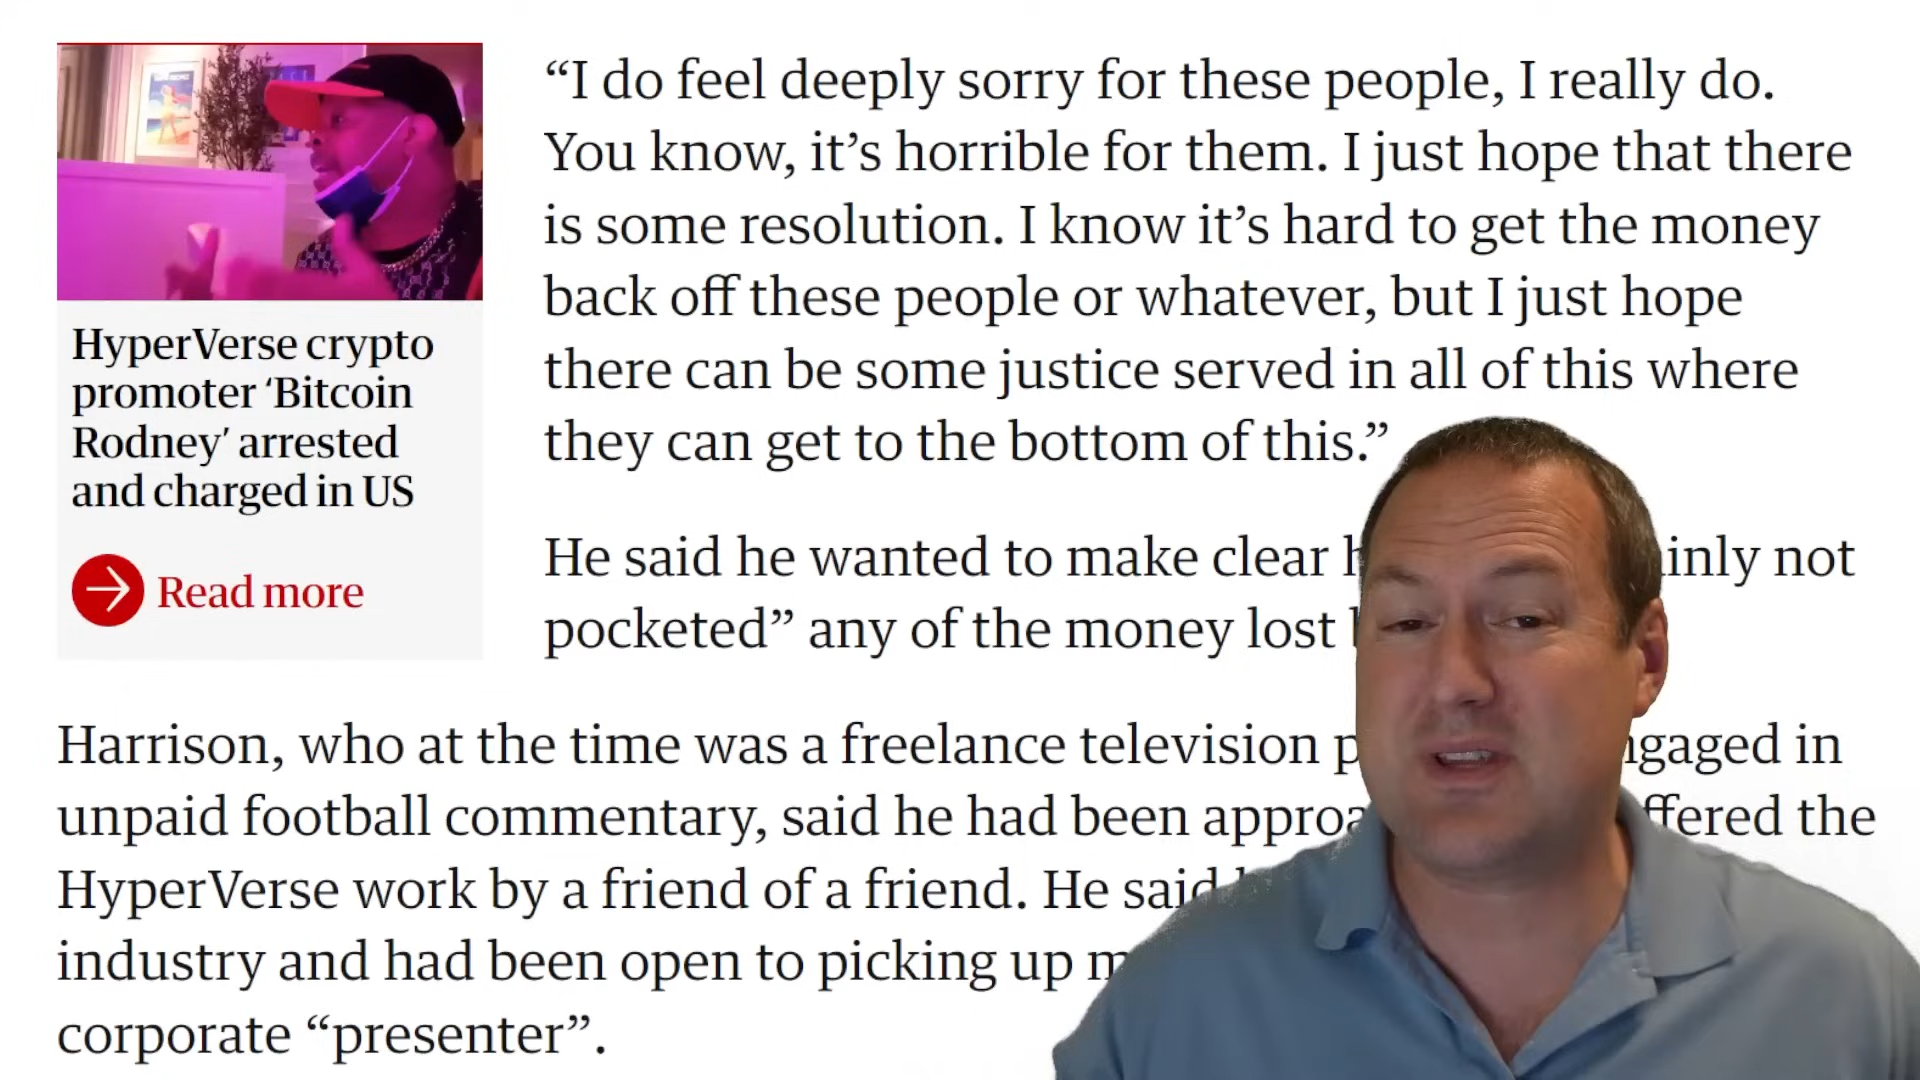 HyperVerse crypto
promoter ‘Bitcoin
Rodney’ arrested
and charged in US
Read more
“I do feel deeply sorry for these people, I really do.
You know, it’s horrible for them. I just hope that there
is some resolution. I know it’s hard to get the money
back off these people or whatever, but I just hope
there can be some justice served in all of this where
they can get to the bottom of this.”
He said he wanted to make clear not
pocketed” any of the money lost
Harrison, who at the time was a freelance television in
unpaid football commentary, said he had been the
HyperVerse work by a friend of a friend. He said
industry and had been open to picking up
corporate “presenter”.